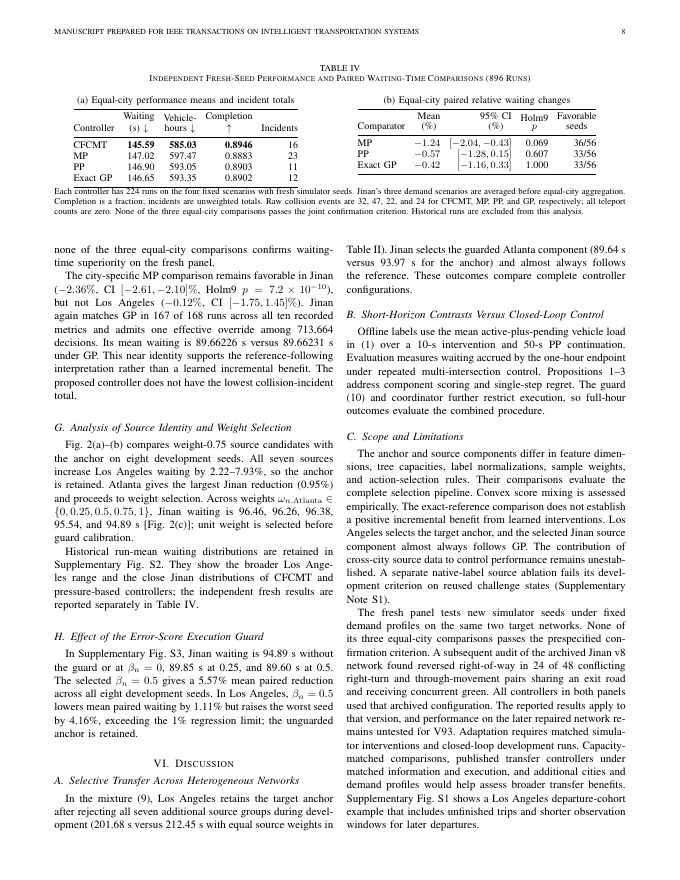 MANUSCRIPT PREPARED FOR IEEE TRANSACTIONS ON INTELLIGENT TRANSPORTATION SYSTEMS 8
TABLE IV
INDEPENDENT FRESH-SEED PERFORMANCE AND PAIRED WAITING-TIME COMPARISONS (896 RUNS)
(a) Equal-city performance means and incident totals
Controller Waiting (s) ↓ Vehicle-hours ↓ Completion ↑ Incidents
CFCMT 145.59 585.03 0.8946 16
MP 147.02 597.47 0.8883 23
PP 146.90 593.05 0.8903 11
Exact GP 146.65 593.35 0.8902 12
(b) Equal-city paired relative waiting changes
Comparator Mean (%) 95% CI (%) Holm9 p Favorable seeds
MP −1.24 [−2.04, −0.43] 0.069 36/56
PP −0.57 [−1.28, 0.15] 0.607 33/56
Exact GP −0.42 [−1.16, 0.33] 1.000 33/56
Each controller has 224 runs on the four fixed scenarios with fresh simulator seeds. Jinan's three demand scenarios are averaged before equal-city aggregation.
Completion is a fraction; incidents are unweighted totals. Raw collision events are 32, 47, 22, and 24 for CFCMT, MP, PP, and GP, respectively; all teleport
counts are zero. None of the three equal-city comparisons passes the joint confirmation criterion. Historical runs are excluded from this analysis.
none of the three equal-city comparisons confirms waiting-
time superiority on the fresh panel.
The city-specific MP comparison remains favorable in Jinan
(−2.36%, CI [−2.61, −2.10]%, Holm9 p = 7.2 × 10−10),
but not Los Angeles (−0.12%, CI [−1.75, 1.45]%). Jinan
again matches GP in 167 of 168 runs across all ten recorded
metrics and admits one effective override among 713,664
decisions. Its mean waiting is 89.66226 s versus 89.66231 s
under GP. This near identity supports the reference-following
interpretation rather than a learned incremental benefit. The
proposed controller does not have the lowest collision-incident
total.
G. Analysis of Source Identity and Weight Selection
Fig. 2(a)–(b) compares weight-0.75 source candidates with
the anchor on eight development seeds. All seven sources
increase Los Angeles waiting by 2.22–7.93%, so the anchor
is retained. Atlanta gives the largest Jinan reduction (0.95%)
and proceeds to weight selection. Across weights ωn,Atlanta ∈
{0, 0.25, 0.5, 0.75, 1}, Jinan waiting is 96.46, 96.26, 96.38,
95.54, and 94.89 s [Fig. 2(c)]; unit weight is selected before
guard calibration.
Historical run-mean waiting distributions are retained in
Supplementary Fig. S2. They show the broader Los Ange-
les range and the close Jinan distributions of CFCMT and
pressure-based controllers; the independent fresh results are
reported separately in Table IV.
H. Effect of the Error-Score Execution Guard
In Supplementary Fig. S3, Jinan waiting is 94.89 s without
the guard or at βn = 0, 89.85 s at 0.25, and 89.60 s at 0.5.
The selected βn = 0.5 gives a 5.57% mean paired reduction
across all eight development seeds. In Los Angeles, βn = 0.5
lowers mean paired waiting by 1.11% but raises the worst seed
by 4.16%, exceeding the 1% regression limit; the unguarded
anchor is retained.
VI. DISCUSSION
A. Selective Transfer Across Heterogeneous Networks
In the mixture (9), Los Angeles retains the target anchor
after rejecting all seven additional source groups during devel-
opment (201.68 s versus 212.45 s with equal source weights in
Table II). Jinan selects the guarded Atlanta component (89.64 s
versus 93.97 s for the anchor) and almost always follows
the reference. These outcomes compare complete controller
configurations.
B. Short-Horizon Contrasts Versus Closed-Loop Control
Offline labels use the mean active-plus-pending vehicle load
in (1) over a 10-s intervention and 50-s PP continuation.
Evaluation measures waiting accrued by the one-hour endpoint
under repeated multi-intersection control. Propositions 1–3
address component scoring and single-step regret. The guard
(10) and coordinator further restrict execution, so full-hour
outcomes evaluate the combined procedure.
C. Scope and Limitations
The anchor and source components differ in feature dimen-
sions, tree capacities, label normalizations, sample weights,
and action-selection rules. Their comparisons evaluate the
complete selection pipeline. Convex score mixing is assessed
empirically. The exact-reference comparison does not establish
a positive incremental benefit from learned interventions. Los
Angeles selects the target anchor, and the selected Jinan source
component almost always follows GP. The contribution of
cross-city source data to control performance remains unestab-
lished. A separate native-label source ablation fails its devel-
opment criterion on reused challenge states (Supplementary
Note S1).
The fresh panel tests new simulator seeds under fixed
demand profiles on the same two target networks. None of
its three equal-city comparisons passes the prespecified con-
firmation criterion. A subsequent audit of the archived Jinan v8
network found reversed right-of-way in 24 of 48 conflicting
right-turn and through-movement pairs sharing an exit road
and receiving concurrent green. All controllers in both panels
used that archived configuration. The reported results apply to
that version, and performance on the later repaired network re-
mains untested for V93. Adaptation requires matched simula-
tor interventions and closed-loop development runs. Capacity-
matched comparisons, published transfer controllers under
matched information and execution, and additional cities and
demand profiles would help assess broader transfer benefits.
Supplementary Fig. S1 shows a Los Angeles departure-cohort
example that includes unfinished trips and shorter observation
windows for later departures.